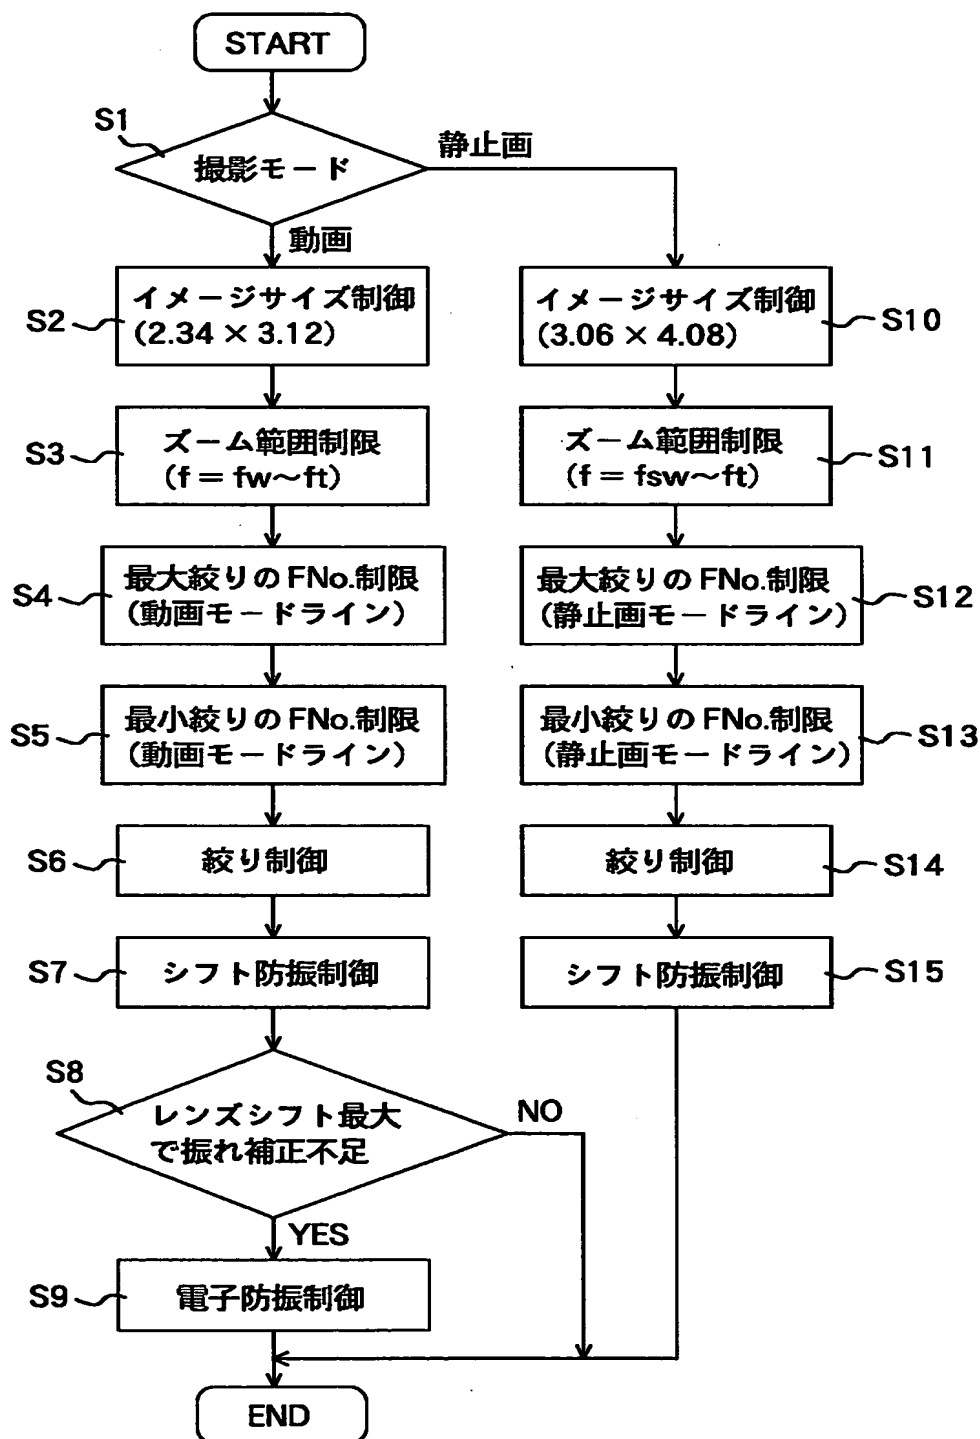 START
S1
撮影モード
静止画
動画
S2
イメージサイズ制御
(2.34 × 3.12)
S3
ズーム範囲制限
(f = fw～ft)
S4
最大絞りのFNo.制限
(動画モードライン)
S5
最小絞りのFNo.制限
(動画モードライン)
S6
絞り制御
S7
シフト防振制御
S8
レンズシフト最大
で振れ補正不足
NO
YES
S9
電子防振制御
イメージサイズ制御
(3.06 × 4.08)
S10
ズーム範囲制限
(f = fsw～ft)
S11
最大絞りのFNo.制限
(静止画モードライン)
S12
最小絞りのFNo.制限
(静止画モードライン)
S13
絞り制御
S14
シフト防振制御
S15
END